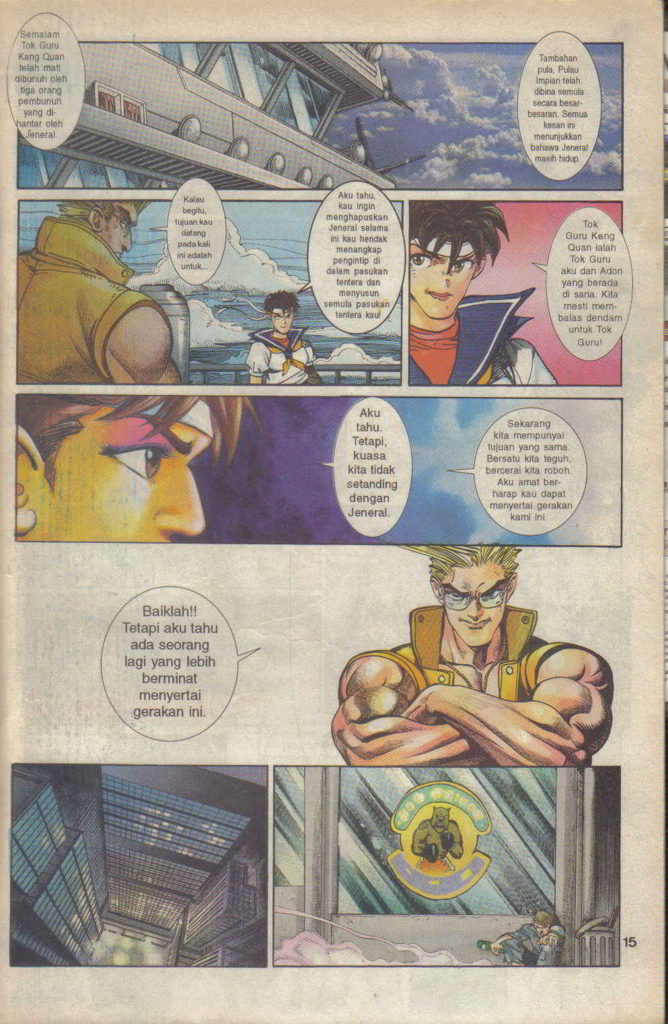 Semalam
Tok Guru
Kang Quan
telah mati
dibunuh oleh
tiga orang
pembunuh
yang di-
hantar oleh
Jeneral.
Tambahan
pula, Pulau
Impian telah
dibina semula
secara besar-
besaran. Semua
kesan ini
menunjukkan
bahawa Jeneral
masih hidup.
Kalau
begitu,
tujuan kau
datang
pada kali
ini adalah
untuk...
Aku tahu,
kau ingin
menghapuskan
Jeneral selama
ini kau hendak
menangkap
pengintip di
dalam pasukan
tentera dan
menyusun
semula pasukan
tentera kau!
Tok
Guru Kang
Quan ialah
Tok Guru
aku dan Adon
yang berada
di sana. Kita
mesti mem-
balas dendam
untuk Tok
Guru!
Aku
tahu.
Tetapi,
kuasa
kita tidak
setanding
dengan
Jeneral.
Sekarang
kita mempunyai
tujuan yang sama.
Bersatu kita teguh,
bercerai kita roboh.
Aku amat ber-
harap kau dapat
menyertai gerakan
kami ini.
Baiklah!!
Tetapi aku tahu
ada seorang
lagi yang lebih
berminat
menyertai
gerakan ini.
15